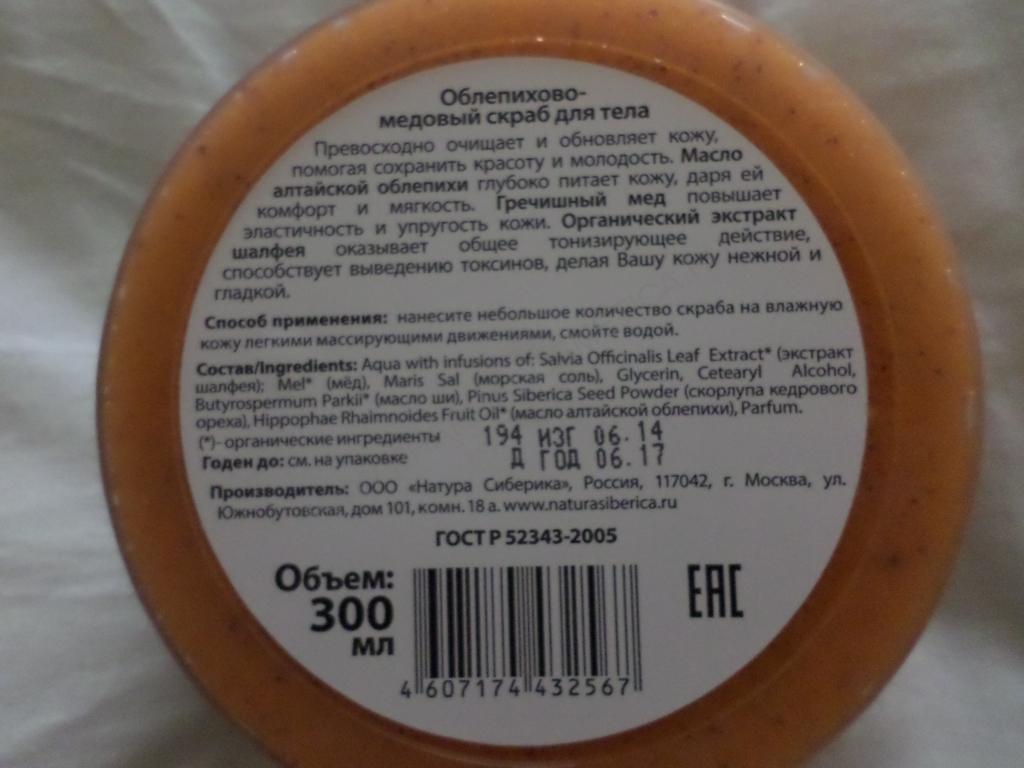 Облепихово-
медовый скраб для тела
Превосходно очищает и обновляет кожу,
помогая сохранить красоту и молодость. Масло
алтайской облепихи глубоко питает кожу, даря ей
комфорт и мягкость. Гречишный мед повышает
эластичность и упругость кожи. Органический экстракт
шалфея оказывает общее тонизирующее действие,
способствует выведению токсинов, делая Вашу кожу нежной и
гладкой.
Способ применения: нанесите небольшое количество скраба на влажную
кожу легкими массирующими движениями, смойте водой.
Состав/Ingredients: Aqua with infusions of: Salvia Officinalis Leaf Extract* (экстракт
шалфея); Mel* (мёд), Maris Sal (морская соль), Glycerin, Cetearyl Alcohol,
Butyrospermum Parkii* (масло ши), Pinus Siberica Seed Powder (скорлупа кедрового
ореха), Hippophae Rhaimnoides Fruit Oil* (масло алтайской облепихи), Parfum.
(*)- органические ингредиенты 194 ИЗГ 06.14
Годен до: см. на упаковке Д ГОД 06.17
Производитель: ООО «Натура Сиберика», Россия, 117042, г. Москва, ул.
Южнобутовская, дом 101, комн. 18 а. www.naturasiberica.ru
ГОСТ Р 52343-2005
Объем:
300
мл
EAC
4 607174 432567